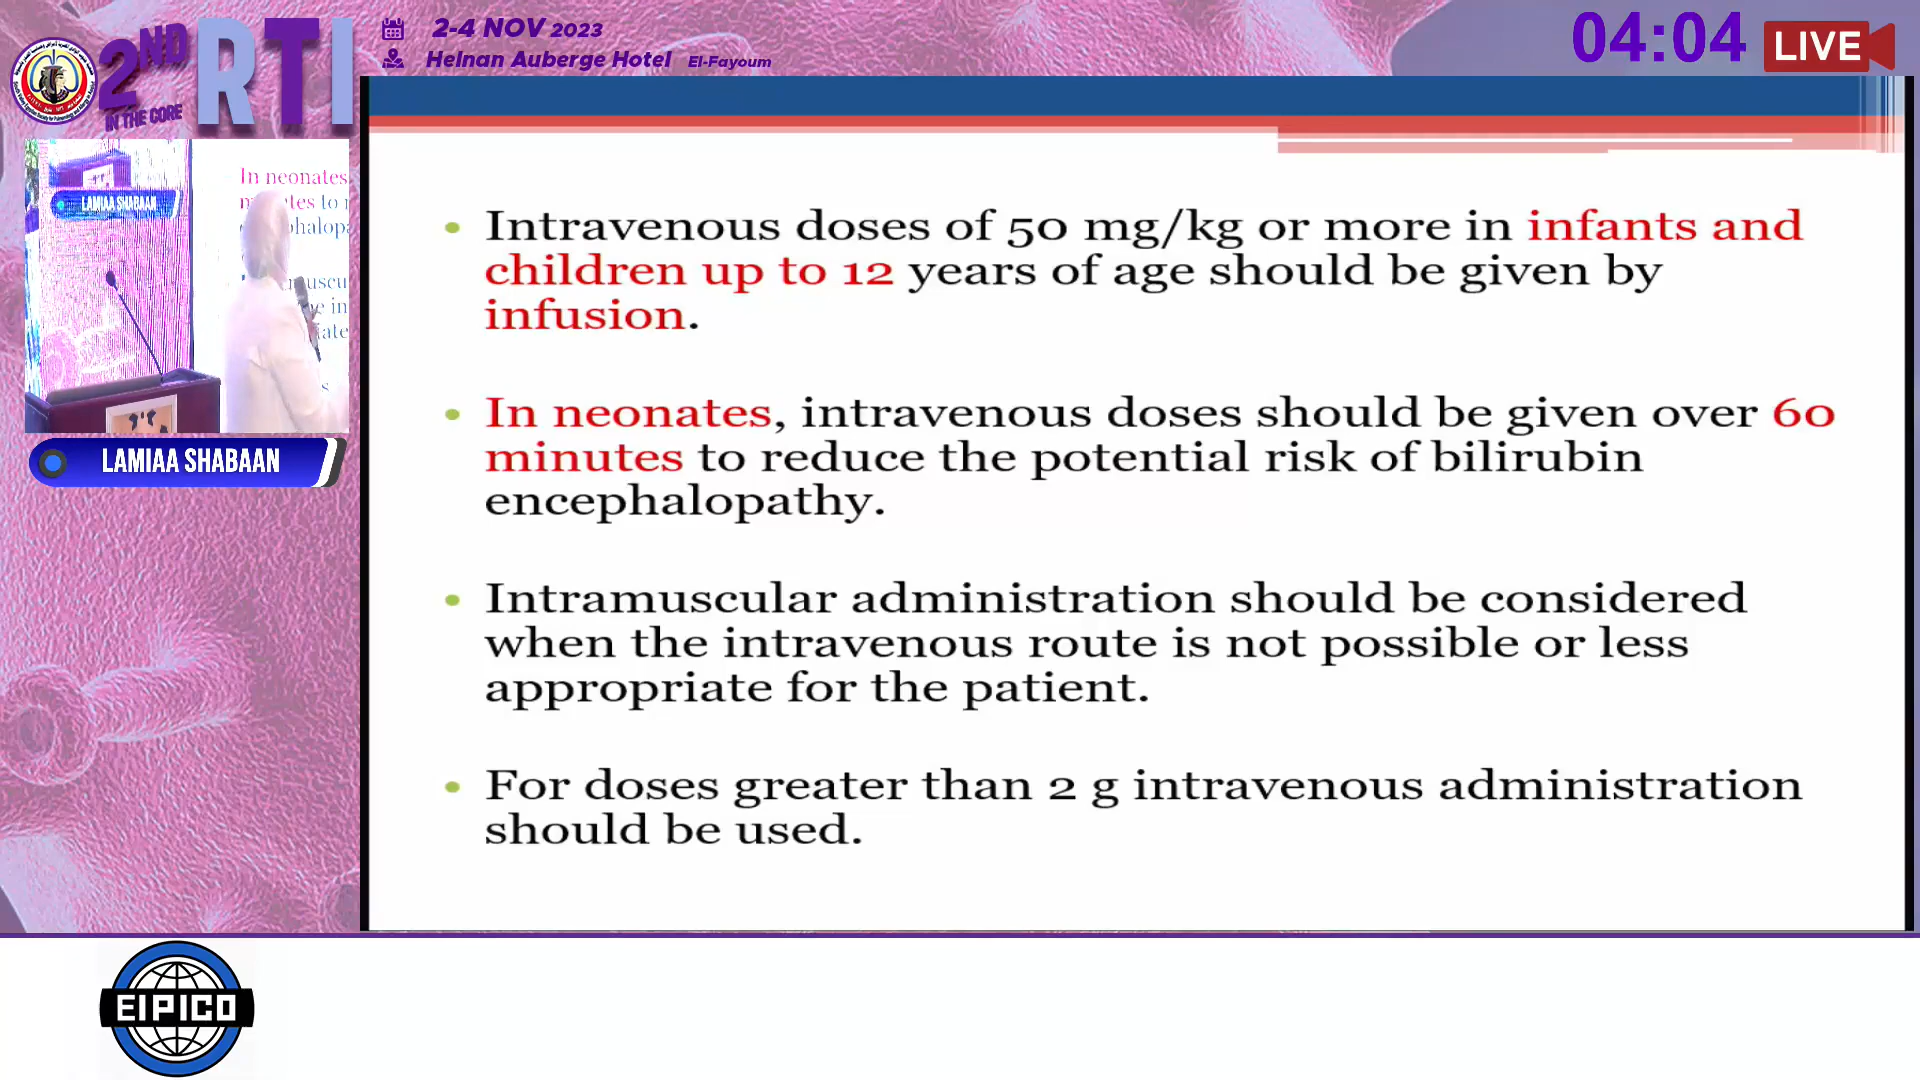 2ND RTI
IN THE CORE
2-4 NOV 2023
Helnan Auberge Hotel El-Fayoum
04:04 LIVE
In neonates
LAMIAA SHABAAN
LAMIAA SHABAAN
• Intravenous doses of 50 mg/kg or more in infants and
children up to 12 years of age should be given by
infusion.
• In neonates, intravenous doses should be given over 60
minutes to reduce the potential risk of bilirubin
encephalopathy.
• Intramuscular administration should be considered
when the intravenous route is not possible or less
appropriate for the patient.
• For doses greater than 2 g intravenous administration
should be used.
EIPICO